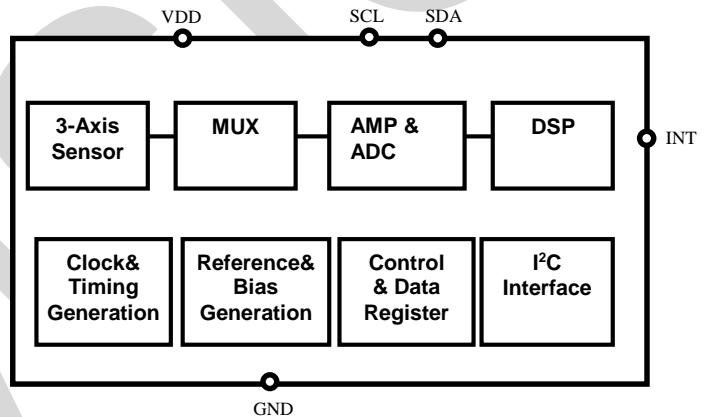 VDD
SCL
SDA
3-Axis
Sensor
MUX
AMP &
ADC
DSP
INT
Clock&
Timing
Generation
Reference&
Bias
Generation
Control
& Data
Register
I²C
Interface
GND